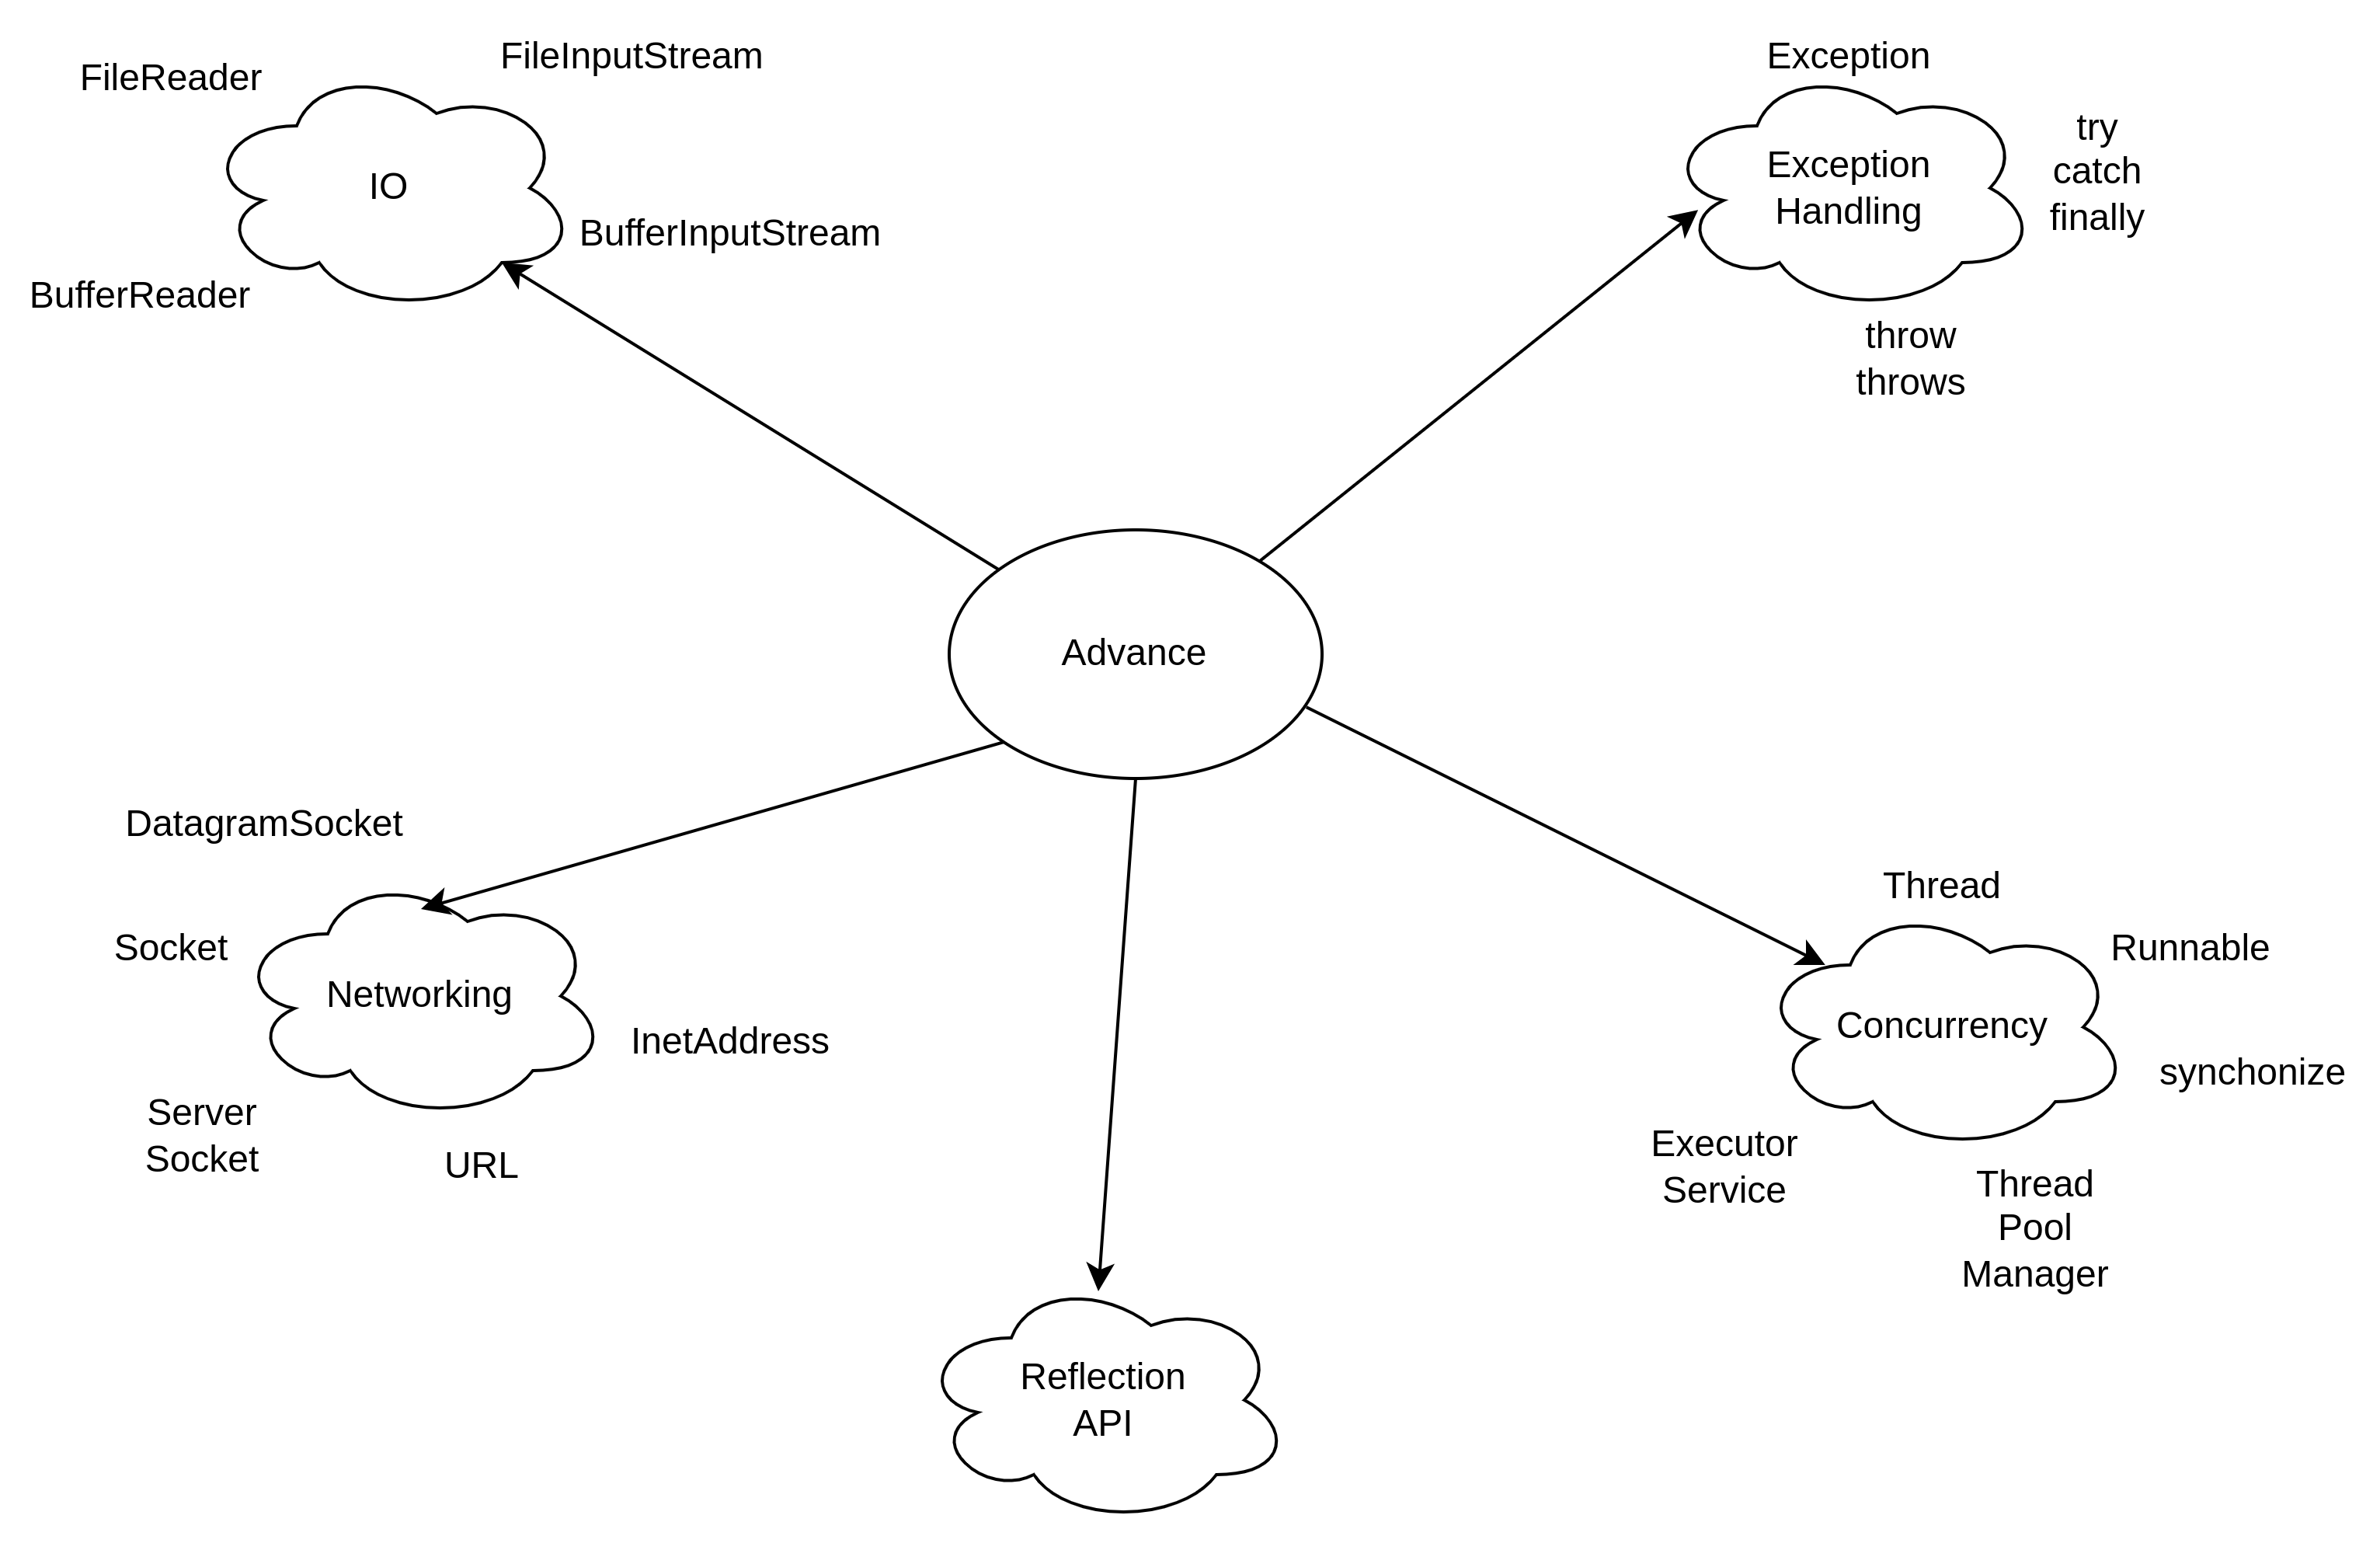 FileReader
FileInputStream
IO
BufferInputStream
BufferReader
Exception
Exception
Handling
try
catch
finally
throw
throws
Advance
DatagramSocket
Socket
Networking
InetAddress
Server
Socket
URL
Thread
Runnable
Concurrency
synchonize
Executor
Service
Thread
Pool
Manager
Reflection
API